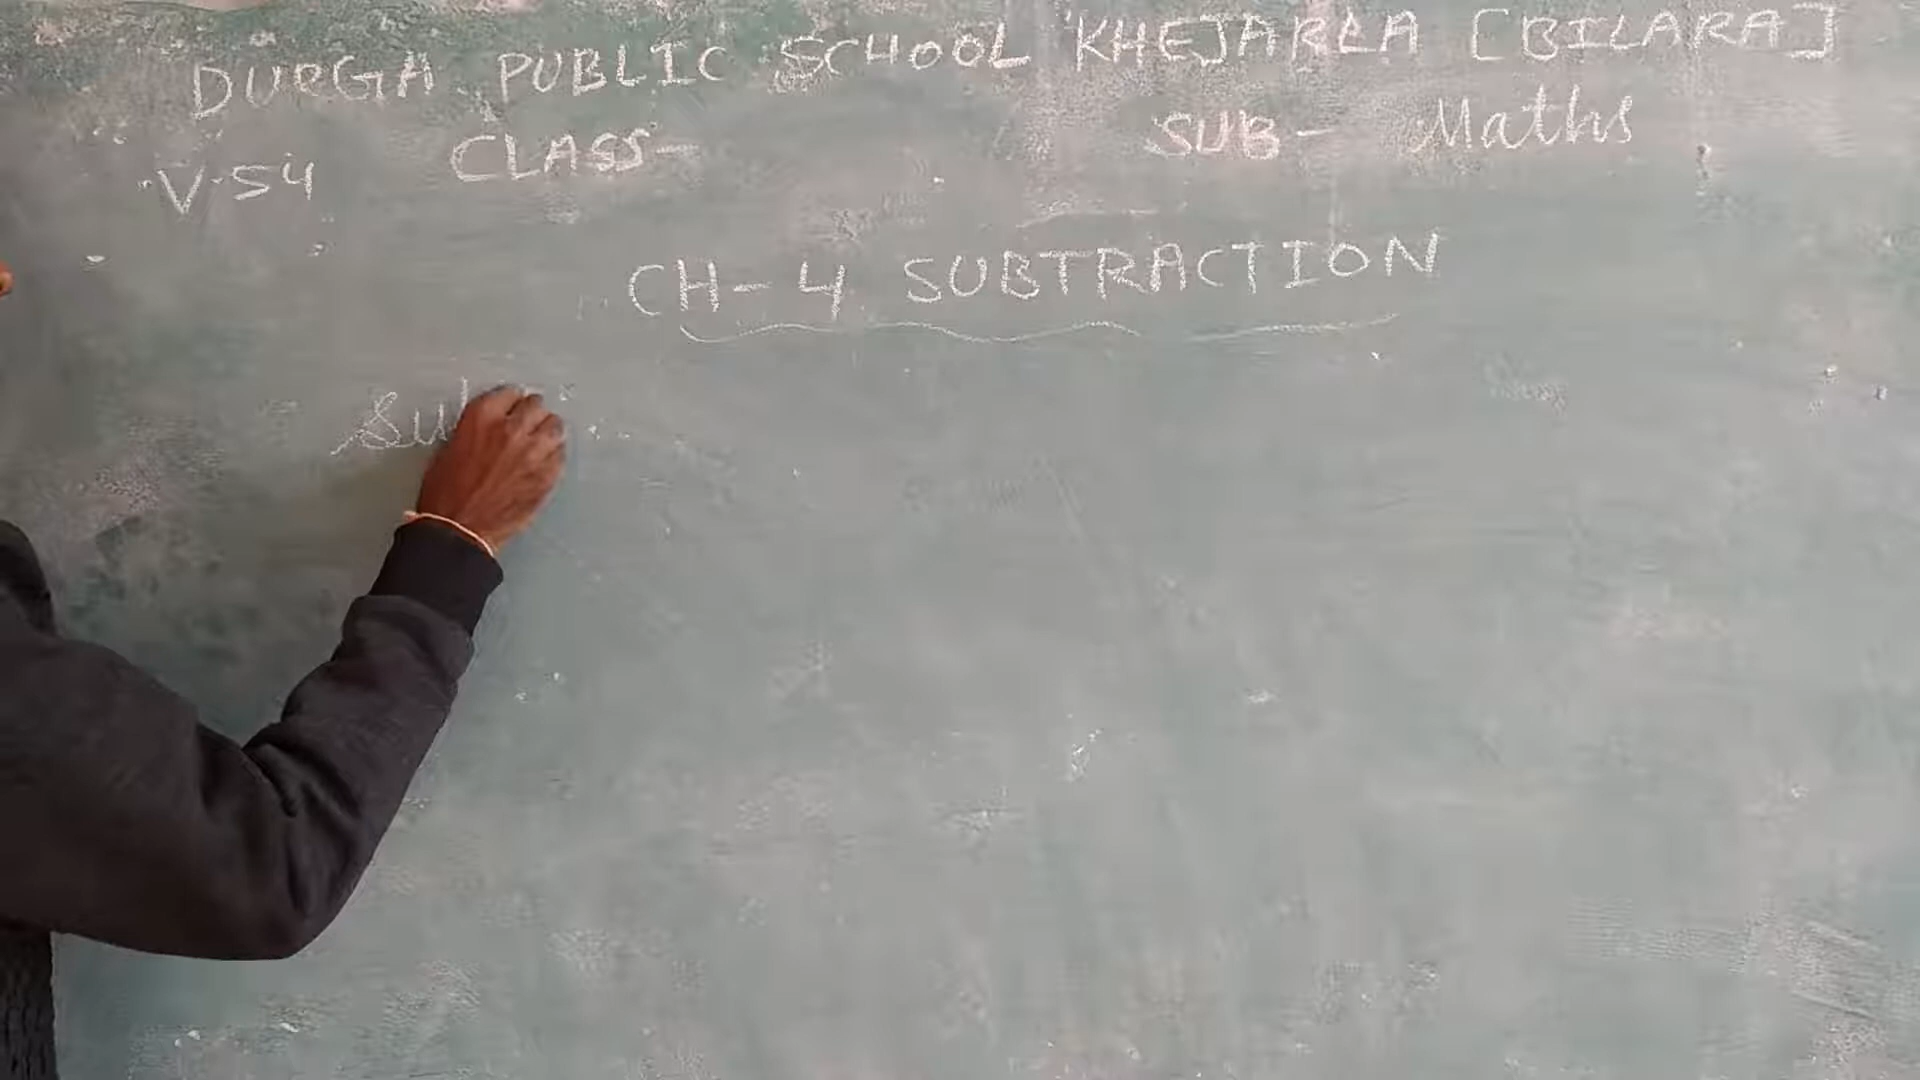 DURGA PUBLIC SCHOOL KHEJARLA [BILARA]
V.54 CLASS- SUB- Maths
CH-4 SUBTRACTION
Sub